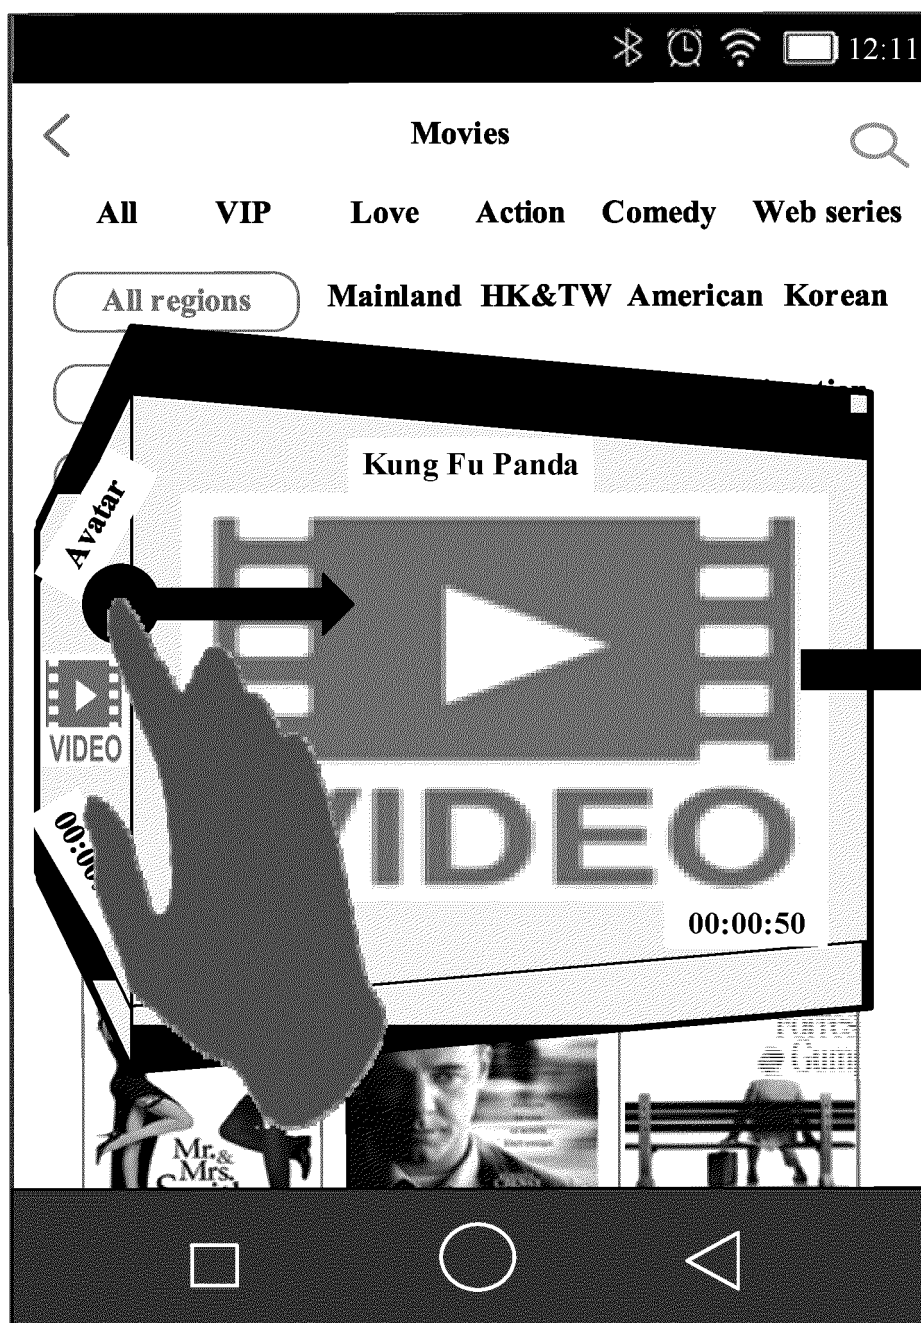 12:11
Movies
All VIP Love Action Comedy Web series
All regions Mainland HK&TW American Korean
Kung Fu Panda
Avatar
VIDEO
VIDEO
00:00:50
Mr.&
Mrs.